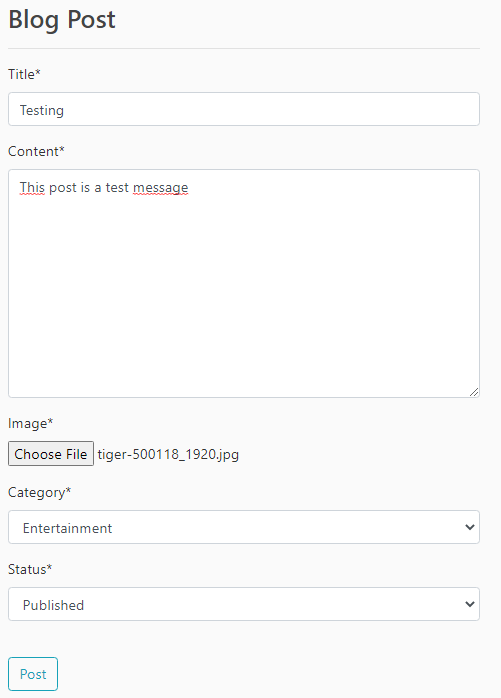 Blog Post
Title*
Testing
Content*
This post is a test message
Image*
Choose File tiger-500118_1920.jpg
Category*
Entertainment
Status*
Published
Post